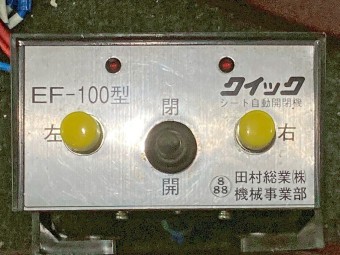 EF-100型
クイック
シート自動開閉機
閉
左
右
開
8/88
田村総業㈱
機械事業部